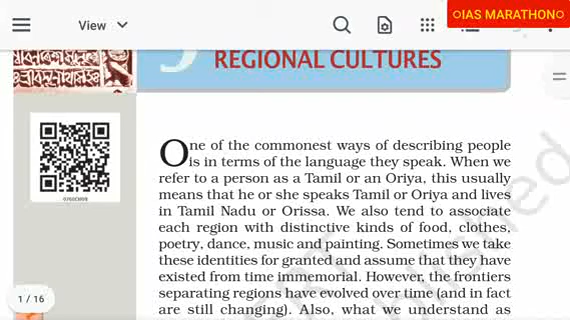 View
IAS MARATHON
REGIONAL CULTURES
One of the commonest ways of describing people
is in terms of the language they speak. When we
refer to a person as a Tamil or an Oriya, this usually
means that he or she speaks Tamil or Oriya and lives
in Tamil Nadu or Orissa. We also tend to associate
each region with distinctive kinds of food, clothes,
poetry, dance, music and painting. Sometimes we take
these identities for granted and assume that they have
existed from time immemorial. However, the frontiers
separating regions have evolved over time (and in fact
are still changing). Also, what we understand as
1 / 16